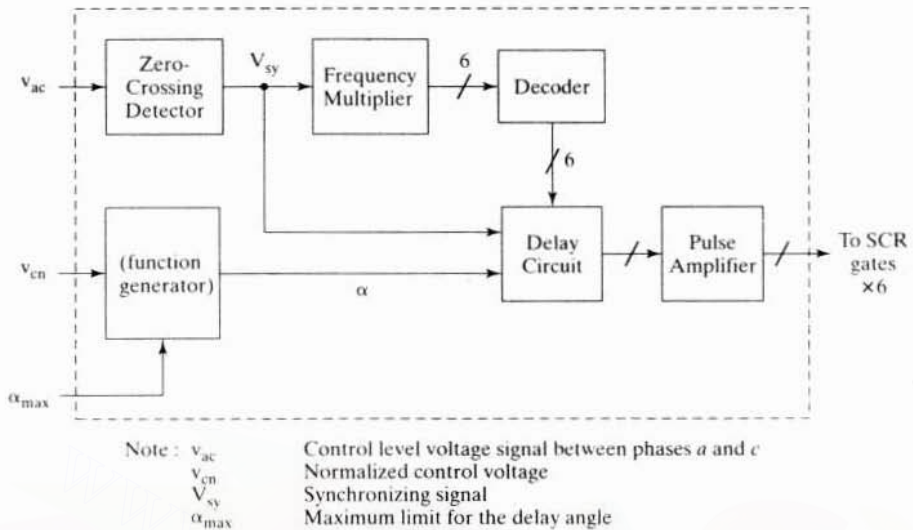 v_ac
Zero-
Crossing
Detector
V_sy
Frequency
Multiplier
6
Decoder
6
v_cn
(function
generator)
α
Delay
Circuit
Pulse
Amplifier
To SCR
gates
×6
α_max
Note : v_ac Control level voltage signal between phases a and c
v_cn Normalized control voltage
V_sy Synchronizing signal
α_max Maximum limit for the delay angle